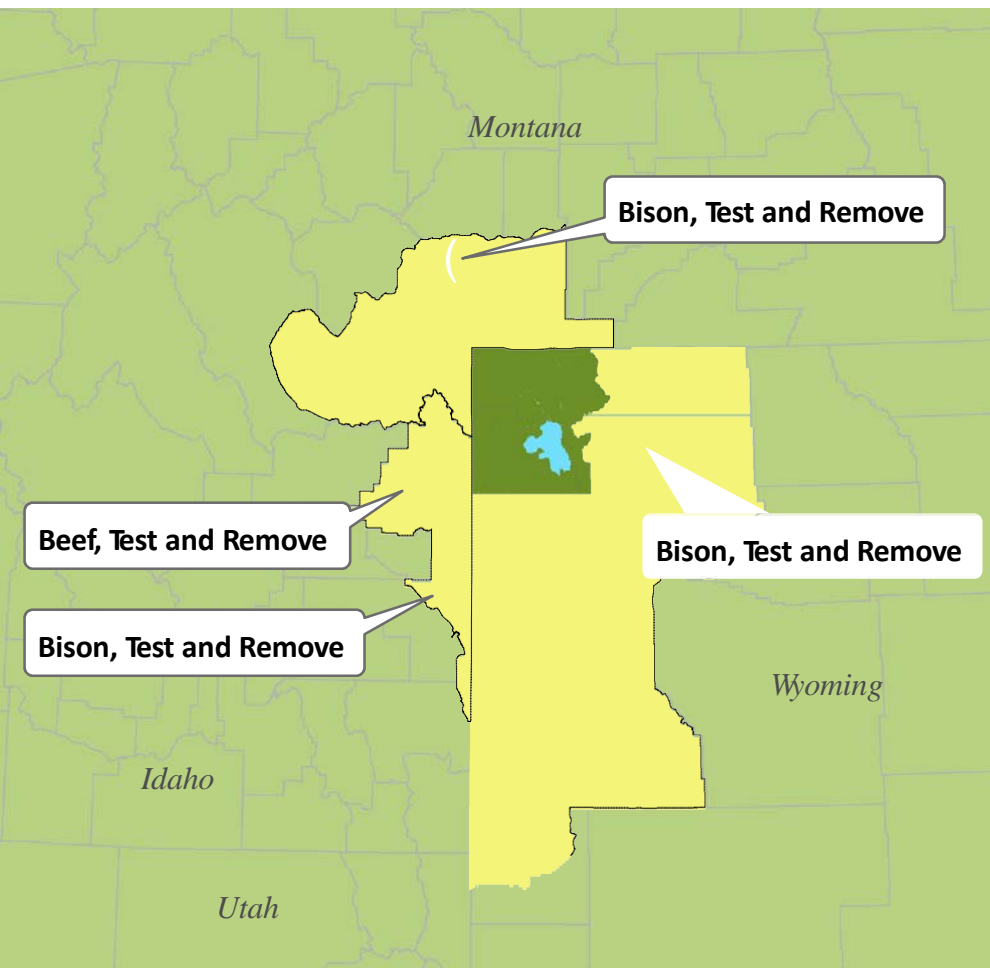 Montana
Bison, Test and Remove
Beef, Test and Remove
Bison, Test and Remove
Bison, Test and Remove
Wyoming
Idaho
Utah